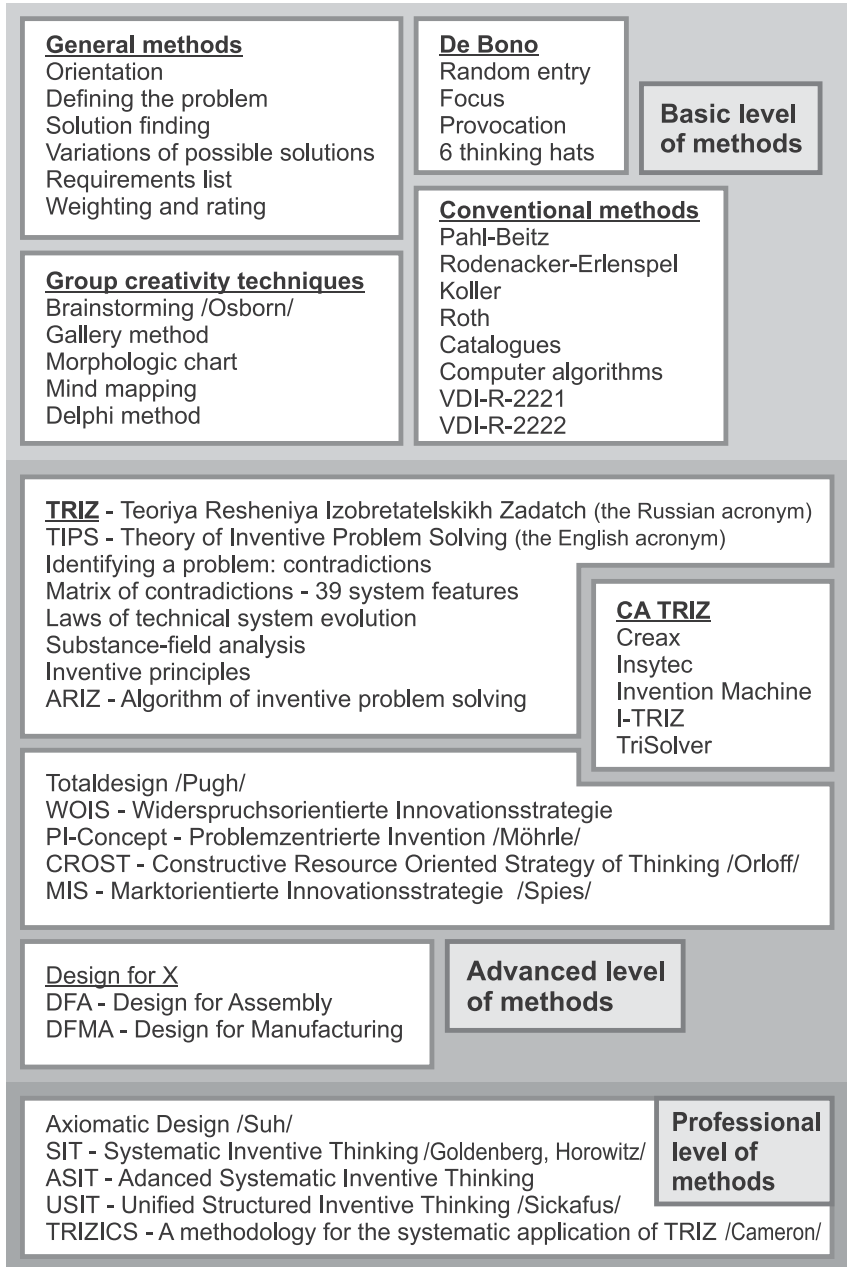 General methods
Orientation
Defining the problem
Solution finding
Variations of possible solutions
Requirements list
Weighting and rating
De Bono
Random entry
Focus
Provocation
6 thinking hats
Basic level
of methods
Group creativity techniques
Brainstorming /Osborn/
Gallery method
Morphologic chart
Mind mapping
Delphi method
Conventional methods
Pahl-Beitz
Rodenacker-Erlenspel
Koller
Roth
Catalogues
Computer algorithms
VDI-R-2221
VDI-R-2222
TRIZ - Teoriya Resheniya Izobretatelskikh Zadatch (the Russian acronym)
TIPS - Theory of Inventive Problem Solving (the English acronym)
Identifying a problem: contradictions
Matrix of contradictions - 39 system features
Laws of technical system evolution
Substance-field analysis
Inventive principles
ARIZ - Algorithm of inventive problem solving
CA TRIZ
Creax
Insytec
Invention Machine
I-TRIZ
TriSolver
Totaldesign /Pugh/
WOIS - Widerspruchsorientierte Innovationsstrategie
PI-Concept - Problemzentrierte Invention /Möhrle/
CROST - Constructive Resource Oriented Strategy of Thinking /Orloff/
MIS - Marktorientierte Innovationsstrategie /Spies/
Design for X
DFA - Design for Assembly
DFMA - Design for Manufacturing
Advanced level
of methods
Axiomatic Design /Suh/
SIT - Systematic Inventive Thinking /Goldenberg, Horowitz/
ASIT - Adanced Systematic Inventive Thinking
USIT - Unified Structured Inventive Thinking /Sickafus/
TRIZICS - A methodology for the systematic application of TRIZ /Cameron/
Professional
level of
methods